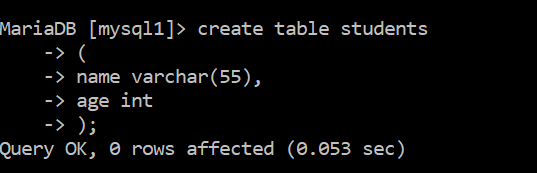 MariaDB [mysql1]> create table students
-> (
-> name varchar(55),
-> age int
-> );
Query OK, 0 rows affected (0.053 sec)